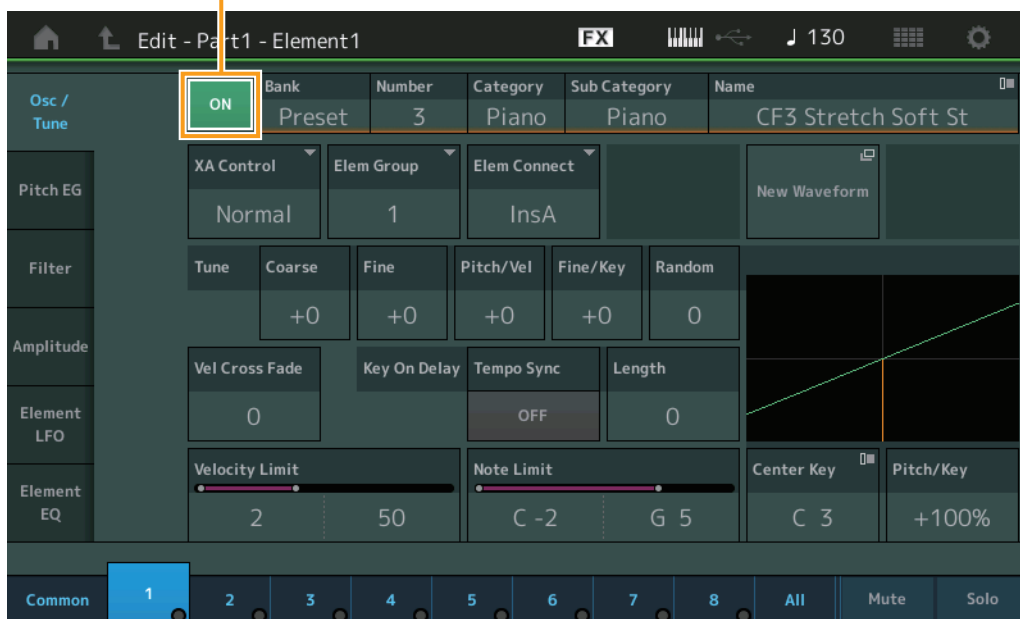 Edit - Part1 - Element1 FX 130
Osc / Tune
ON
Bank Number Category Sub Category Name
Preset 3 Piano Piano CF3 Stretch Soft St
Pitch EG
XA Control Elem Group Elem Connect
Normal 1 InsA
New Waveform
Filter
Tune Coarse Fine Pitch/Vel Fine/Key Random
+0 +0 +0 +0 0
Amplitude
Vel Cross Fade Key On Delay Tempo Sync Length
0 OFF 0
Element LFO
Velocity Limit Note Limit Center Key Pitch/Key
2 50 C -2 G 5 C 3 +100%
Element EQ
Common 1 2 3 4 5 6 7 8 All Mute Solo